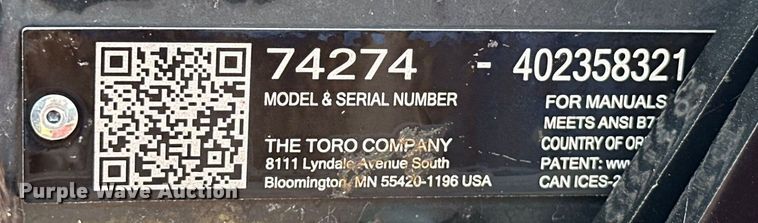 74274 - 402358321
MODEL & SERIAL NUMBER
FOR MANUALS
MEETS ANSI B7
THE TORO COMPANY
COUNTRY OF OR
8111 Lyndale Avenue South
PATENT: www.
Bloomington, MN 55420-1196 USA
CAN ICES-2
Purple Wave Auction